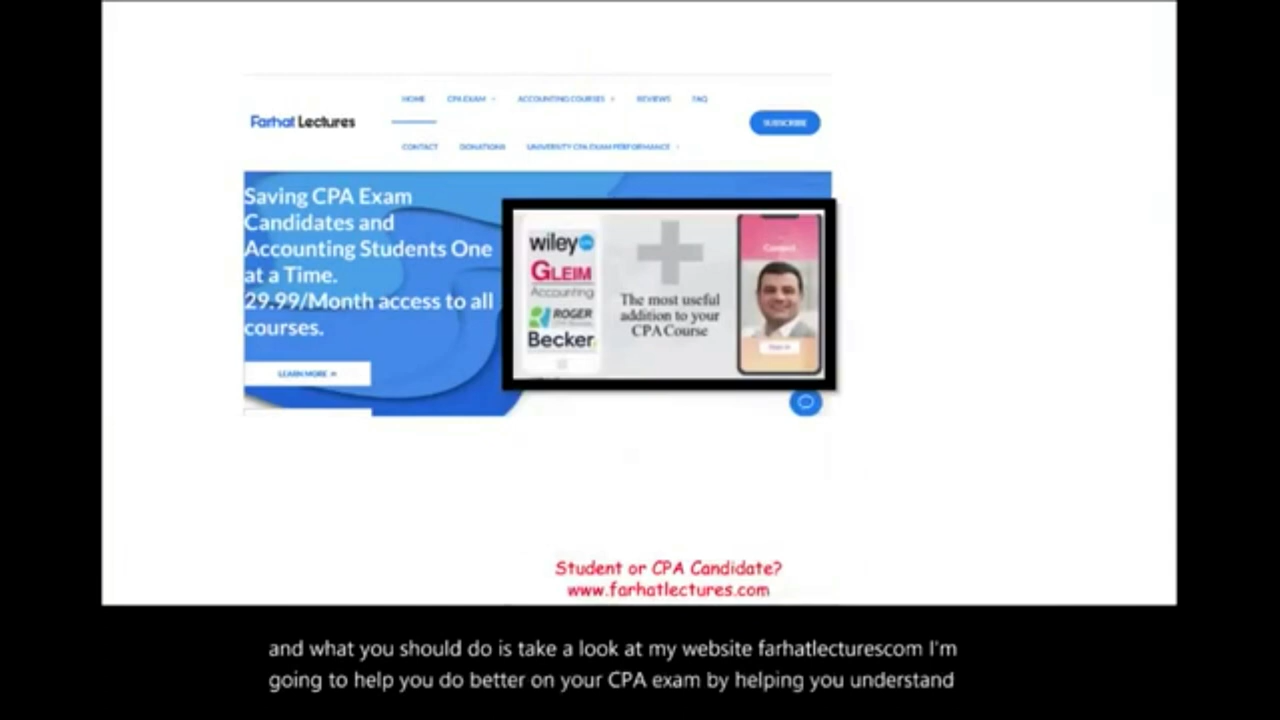 HOME
CPA EXAM
ACCOUNTING COURSES
REVIEWS
FAQ
Farhat Lectures
SUBSCRIBE
CONTACT
DONATIONS
UNIVERSITY CPA EXAM PERFORMANCE
Saving CPA Exam
Candidates and
Accounting Students One
at a Time.
29.99/Month access to all
courses.
LEARN MORE
wiley
GLEIM
Accounting
ROGER
Becker.
The most useful
addition to your
CPA Course
Connect
Sign in
Student or CPA Candidate?
www.farhatlectures.com
and what you should do is take a look at my website farhatlecturescom I'm
going to help you do better on your CPA exam by helping you understand